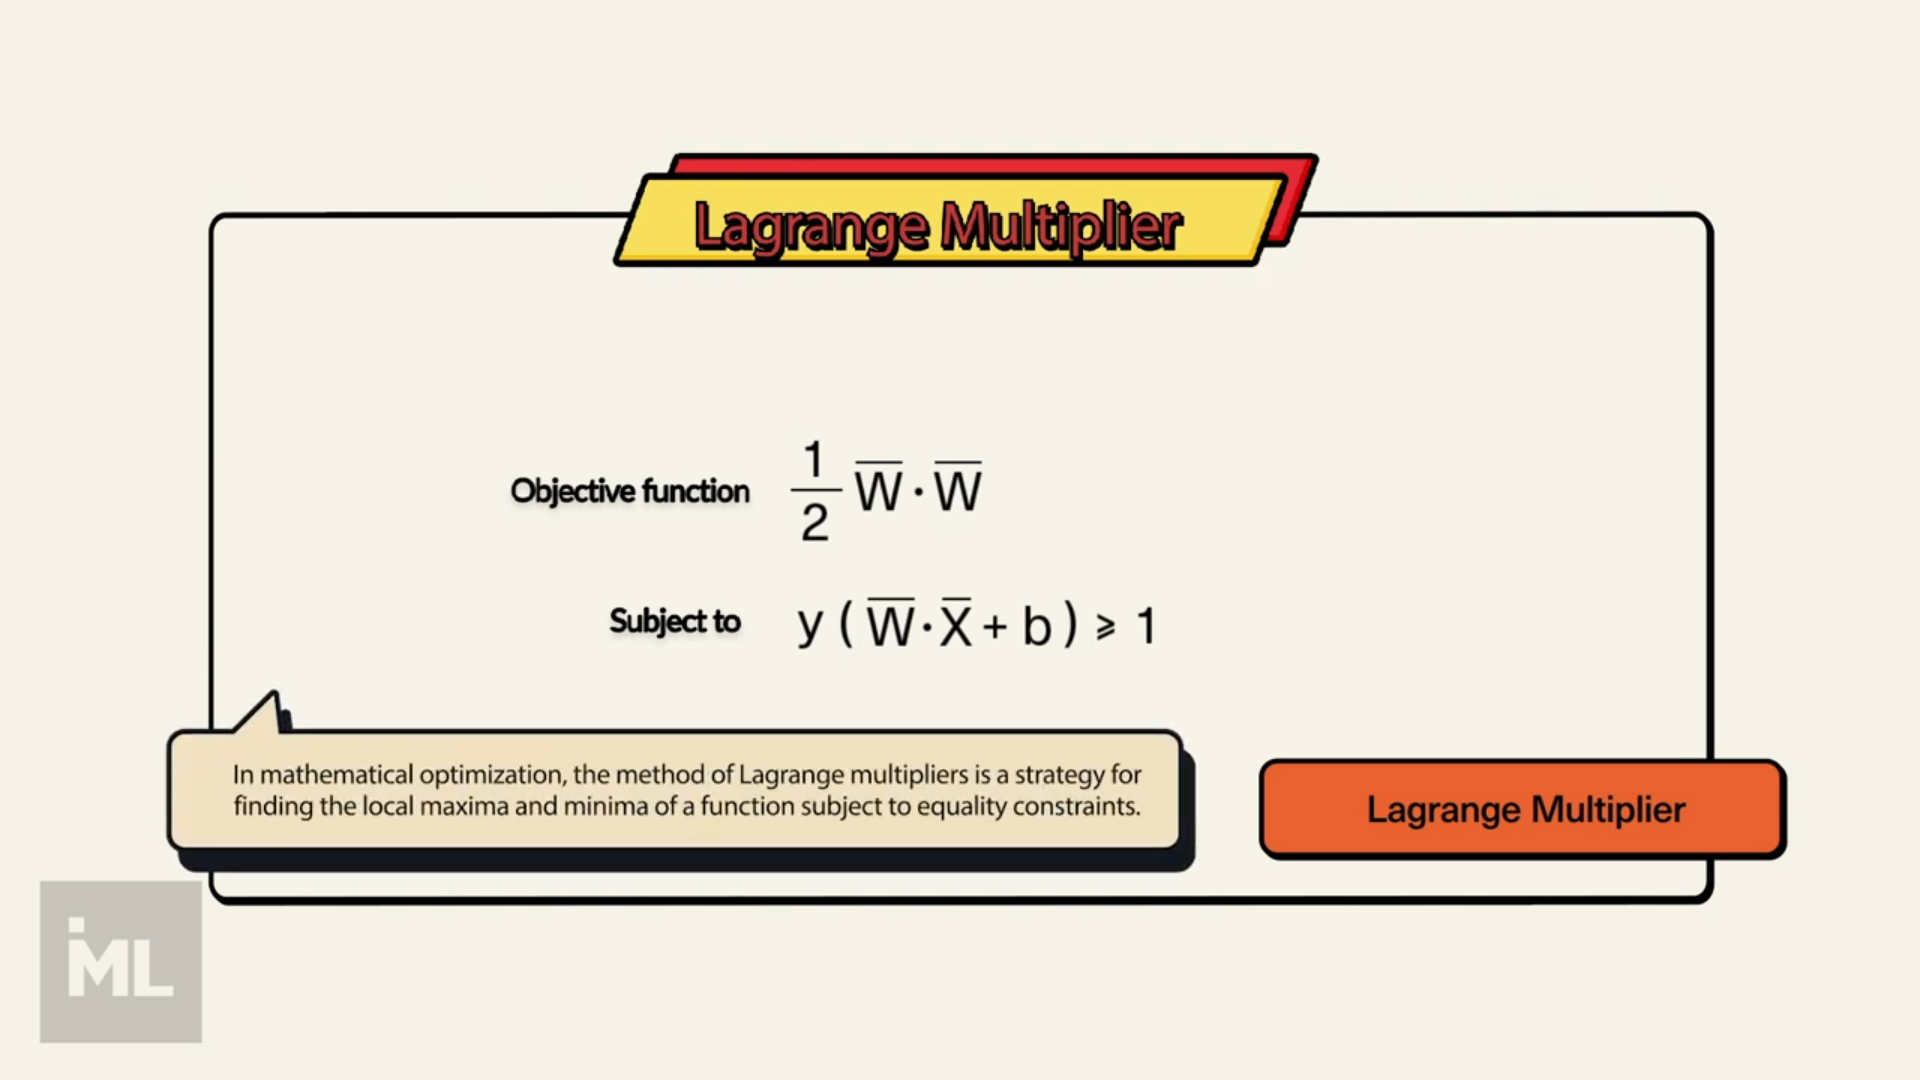 Lagrange Multiplier
Objective function 1/2 W̅ · W̅
Subject to y ( W̅ · X̅ + b ) ⩾ 1
In mathematical optimization, the method of Lagrange multipliers is a strategy for
finding the local maxima and minima of a function subject to equality constraints.
Lagrange Multiplier
iML